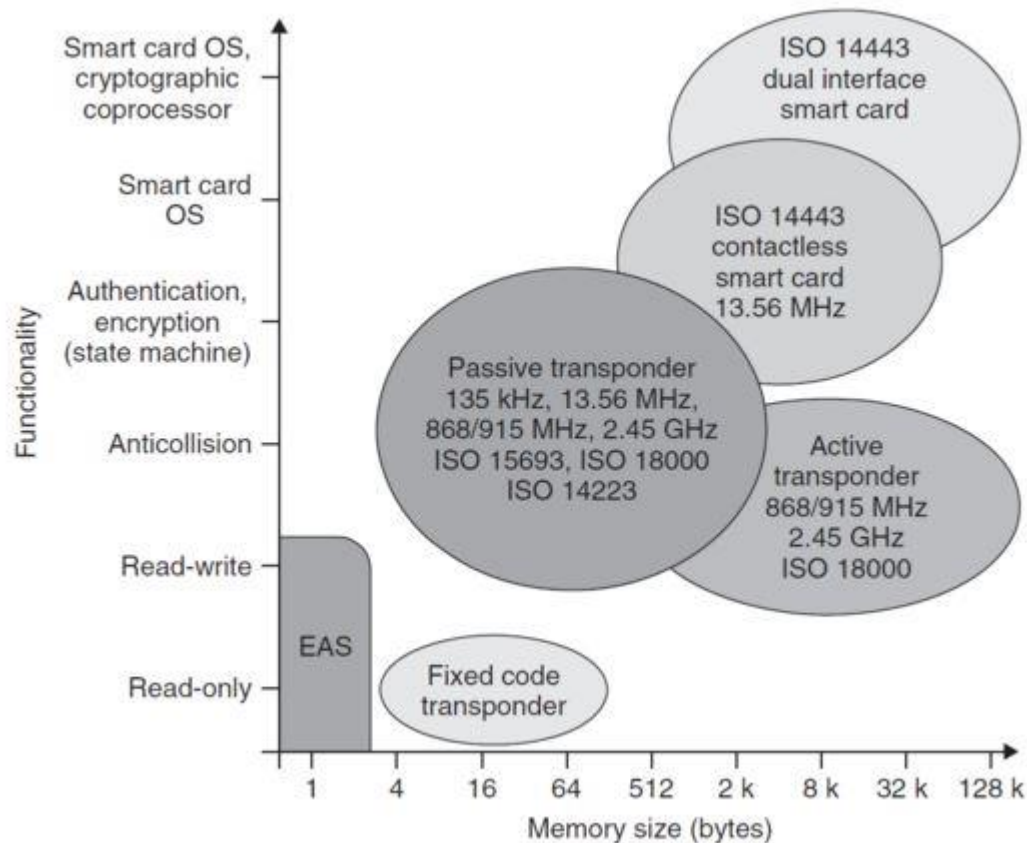 Smart card OS,
cryptographic
coprocessor
Smart card
OS
Authentication,
encryption
(state machine)
Anticollision
Read-write
Read-only
Functionality
ISO 14443
dual interface
smart card
ISO 14443
contactless
smart card
13.56 MHz
Passive transponder
135 kHz, 13.56 MHz,
868/915 MHz, 2.45 GHz
ISO 15693, ISO 18000
ISO 14223
Active
transponder
868/915 MHz
2.45 GHz
ISO 18000
EAS
Fixed code
transponder
1 4 16 64 512 2 k 8 k 32 k 128 k
Memory size (bytes)